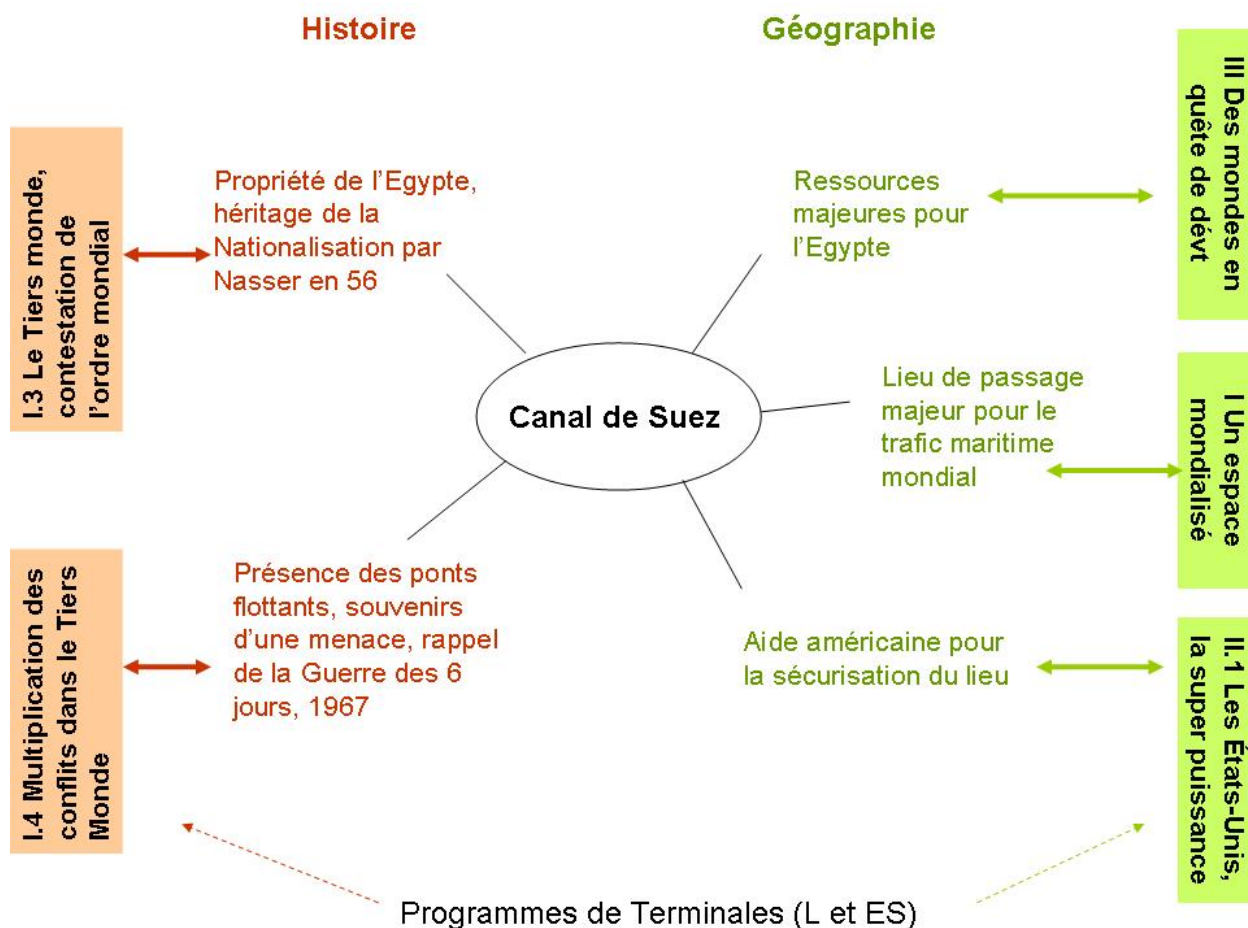 Histoire
Géographie
I.3 Le Tiers monde,
contestation de
l'ordre mondial
Propriété de l'Egypte,
héritage de la
Nationalisation par
Nasser en 56
Ressources
majeures pour
l'Egypte
III Des mondes en
quête de dévt
Canal de Suez
Lieu de passage
majeur pour le
trafic maritime
mondial
I Un espace
mondialisé
I.4 Multiplication des
conflits dans le Tiers
Monde
Présence des ponts
flottants, souvenirs
d'une menace, rappel
de la Guerre des 6
jours, 1967
Aide américaine pour
la sécurisation du lieu
II.1 Les États-Unis,
la super puissance
Programmes de Terminales (L et ES)